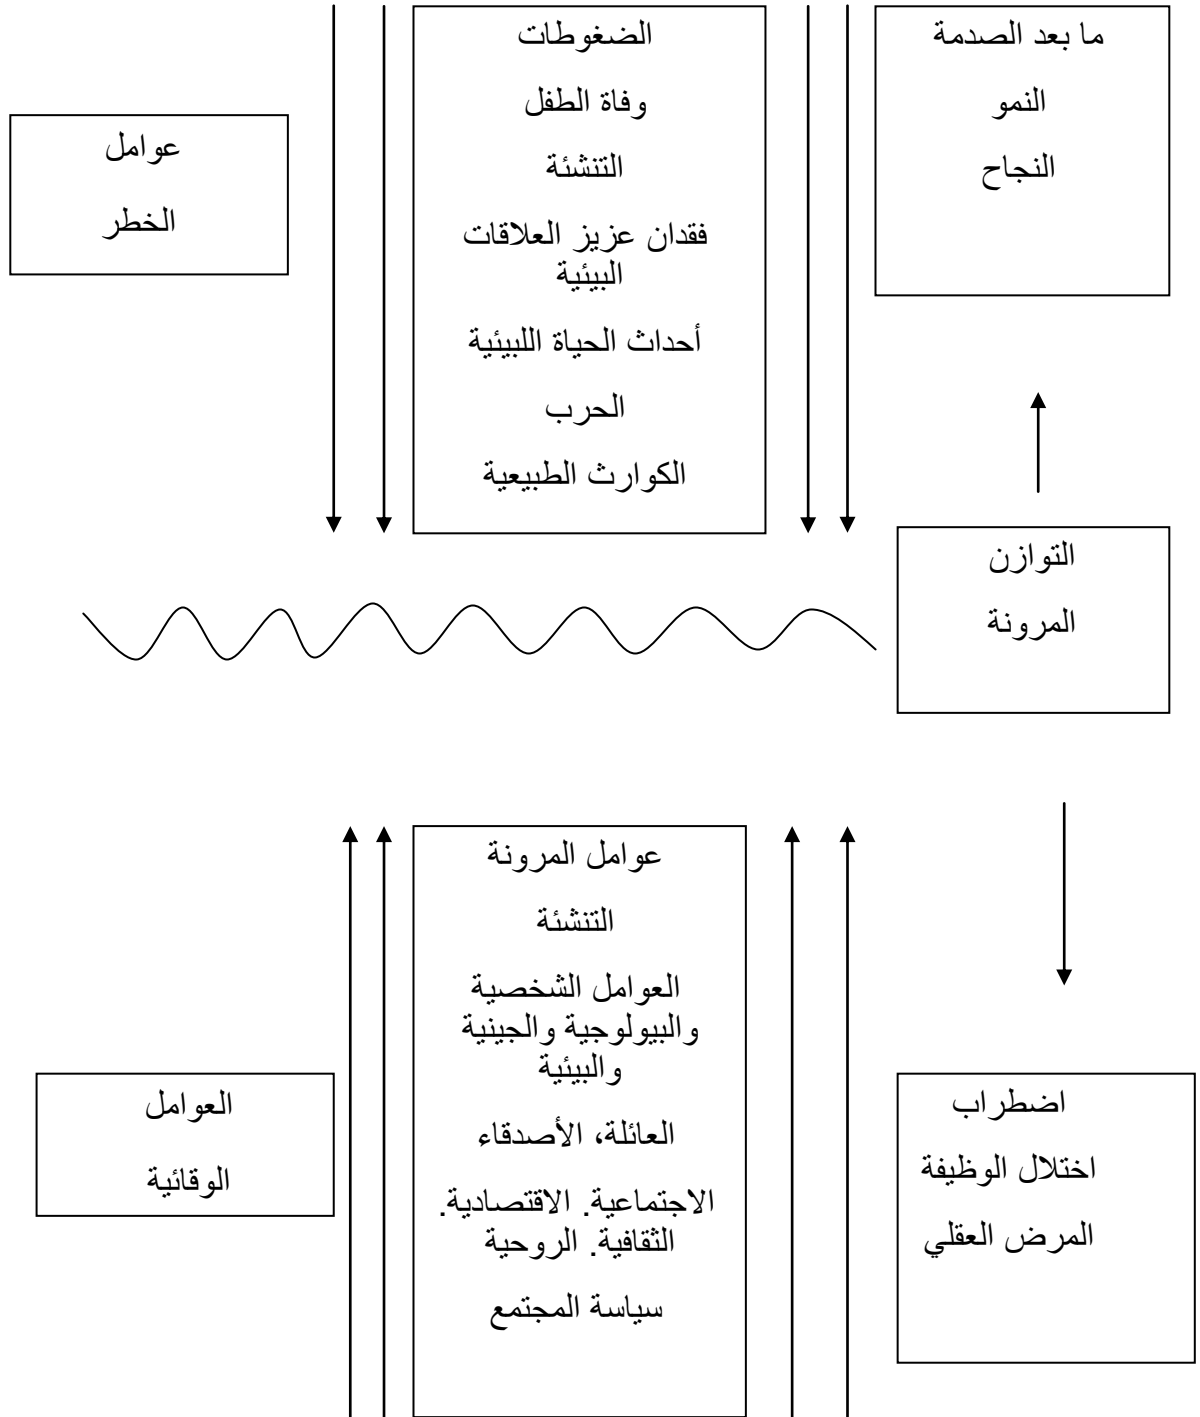 ما بعد الصدمة
النمو
النجاح
الضغوطات
وفاة الطفل
التنشئة
فقدان عزيز العلاقات
البيئية
أحداث الحياة اللبيئية
الحرب
الكوارث الطبيعية
عوامل
الخطر
التوازن
المرونة
عوامل المرونة
التنشئة
العوامل الشخصية
والبيولوجية والجينية
والبيئية
العائلة، الأصدقاء
الاجتماعية. الاقتصادية.
الثقافية. الروحية
سياسة المجتمع
اضطراب
اختلال الوظيفة
المرض العقلي
العوامل
الوقائية